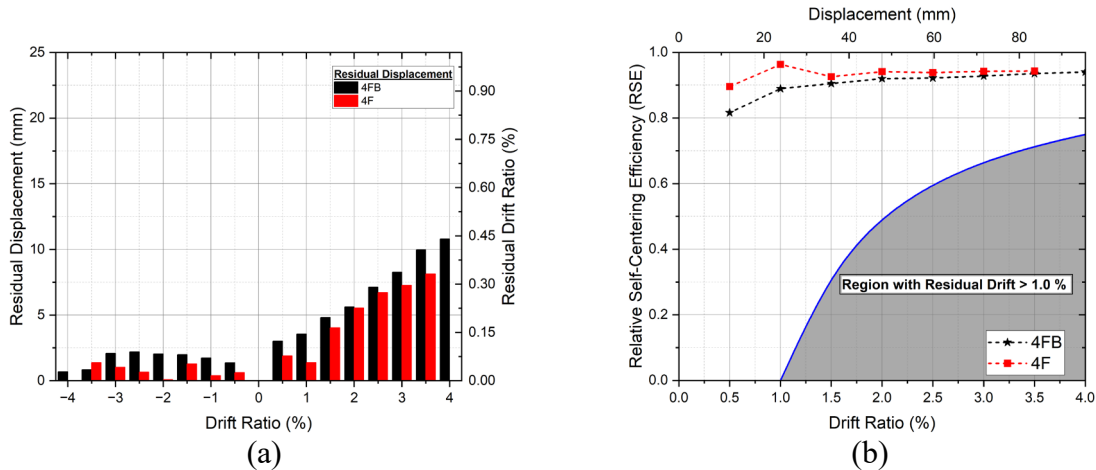 Residual Displacement
4FB
4F
25
20
15
10
5
0
Residual Displacement (mm)
0.90
0.75
0.60
0.45
0.30
0.15
0.00
Residual Drift Ratio (%)
−4 −3 −2 −1 0 1 2 3 4
Drift Ratio (%)
(a)
Displacement (mm)
0 20 40 60 80
1.0
0.8
0.6
0.4
0.2
0.0
Relative Self-Centering Efficiency (RSE)
Region with Residual Drift > 1.0 %
4FB
4F
0.0 0.5 1.0 1.5 2.0 2.5 3.0 3.5 4.0
Drift Ratio (%)
(b)